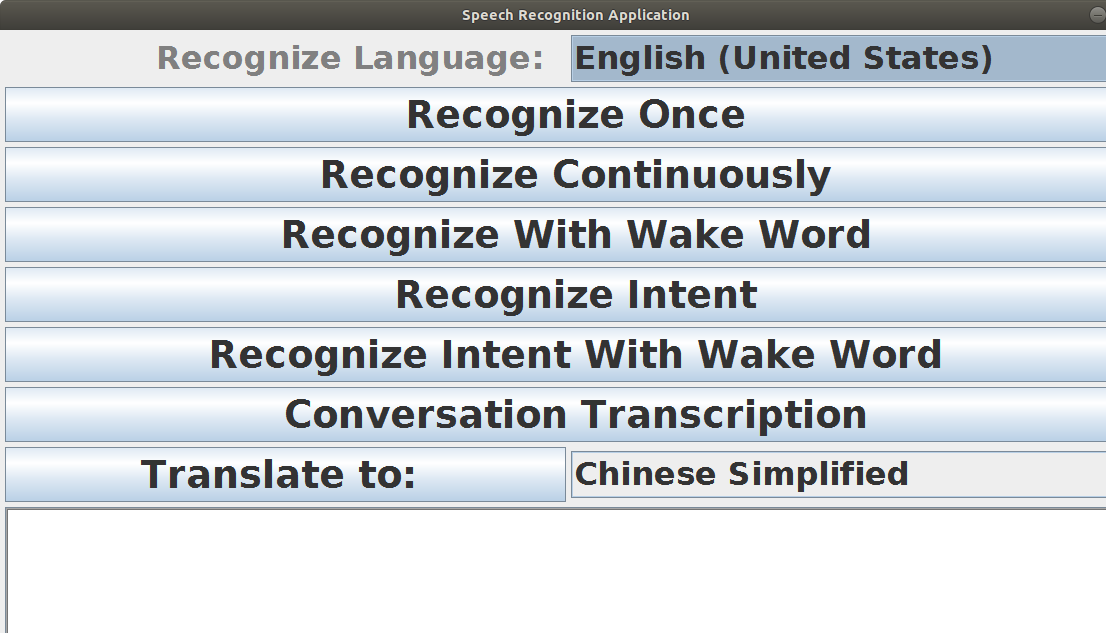 Speech Recognition Application
Recognize Language: English (United States)
Recognize Once
Recognize Continuously
Recognize With Wake Word
Recognize Intent
Recognize Intent With Wake Word
Conversation Transcription
Translate to: Chinese Simplified